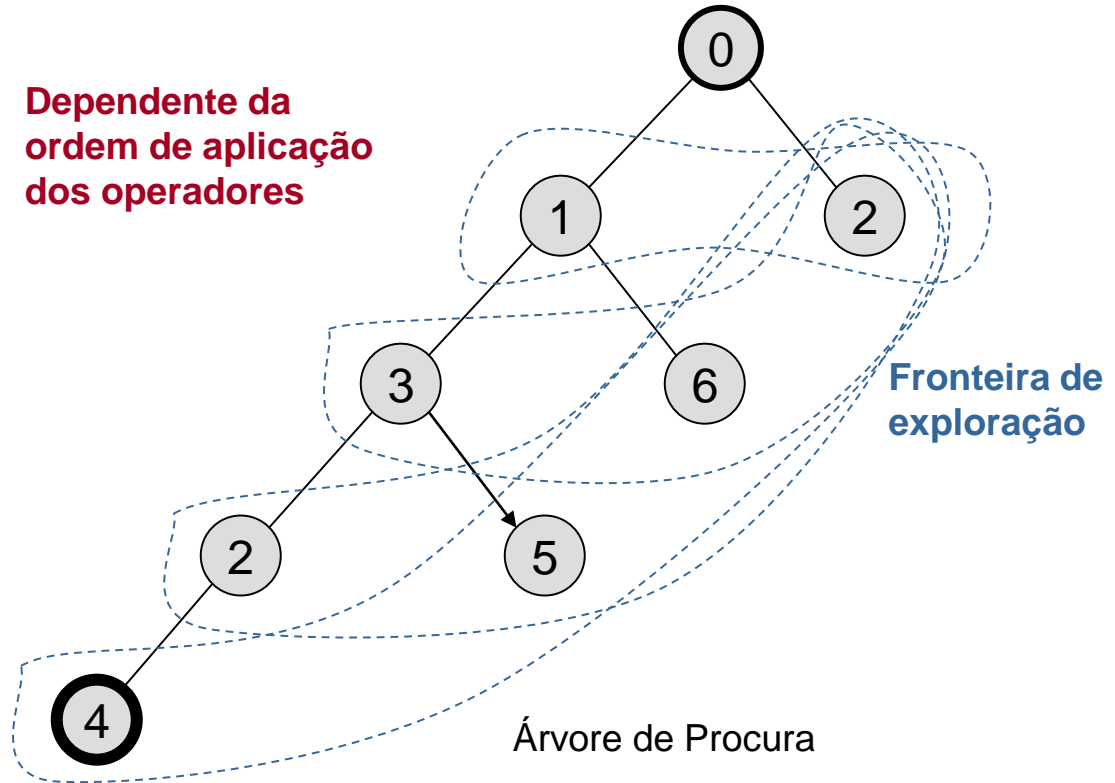 0
Dependente da
ordem de aplicação
dos operadores
1
2
3
6
Fronteira de
exploração
2
5
4
Árvore de Procura